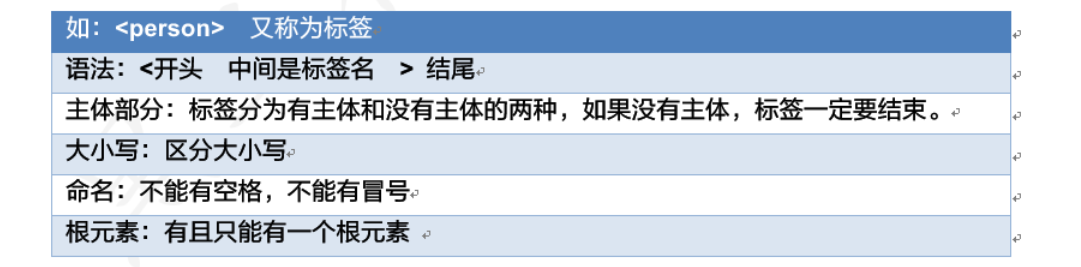 如：<person>　又称为标签
语法：<开头　中间是标签名　> 结尾
主体部分：标签分为有主体和没有主体的两种，如果没有主体，标签一定要结束。
大小写：区分大小写
命名：不能有空格，不能有冒号
根元素：有且只能有一个根元素